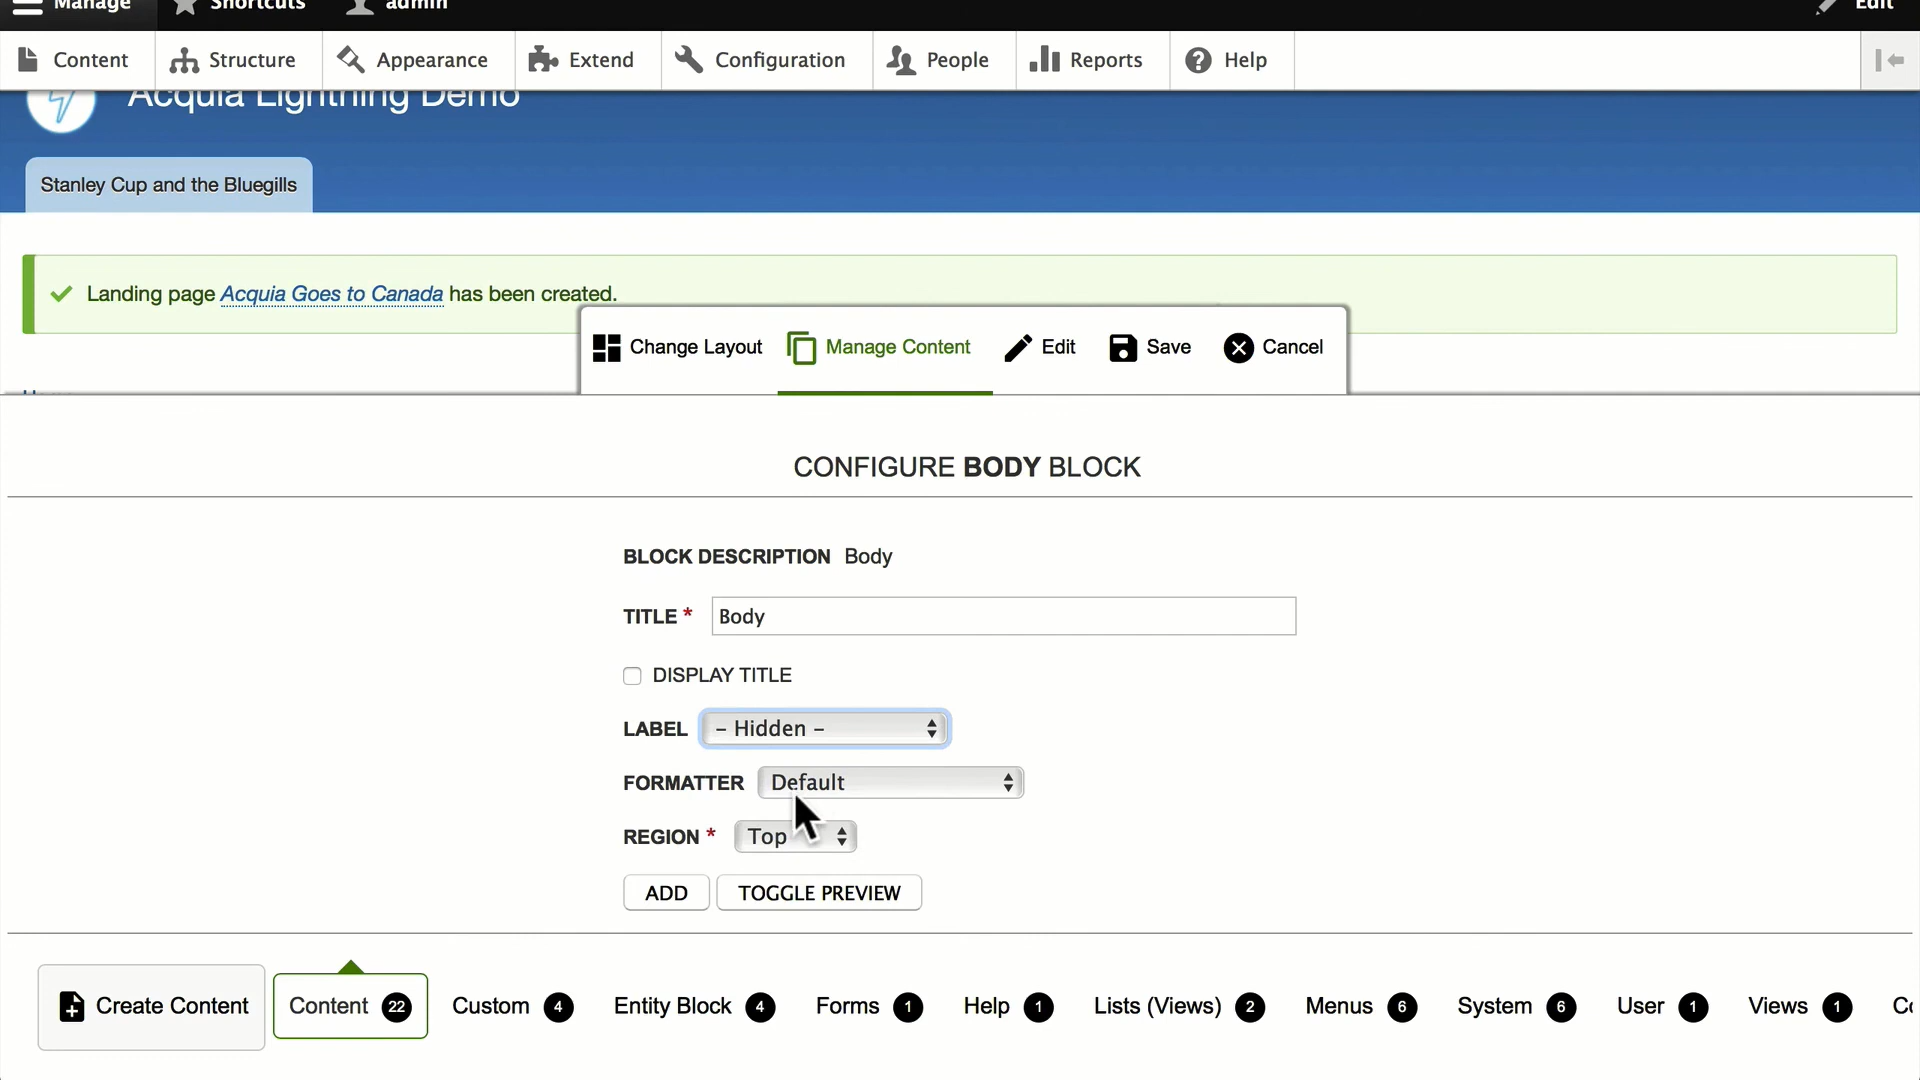 Manage Shortcuts admin Edit
Content Structure Appearance Extend Configuration People Reports Help
Acquia Lightning Demo
Stanley Cup and the Bluegills
Landing page Acquia Goes to Canada has been created.
Change Layout Manage Content Edit Save Cancel
CONFIGURE BODY BLOCK
BLOCK DESCRIPTION Body
TITLE * Body
DISPLAY TITLE
LABEL – Hidden –
FORMATTER Default
REGION * Top
ADD TOGGLE PREVIEW
Create Content Content 22 Custom 4 Entity Block 4 Forms 1 Help 1 Lists (Views) 2 Menus 6 System 6 User 1 Views 1